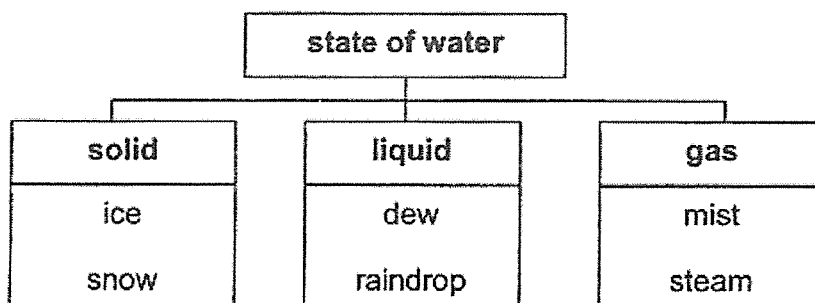 state of water
solid liquid gas
ice dew mist
snow raindrop steam